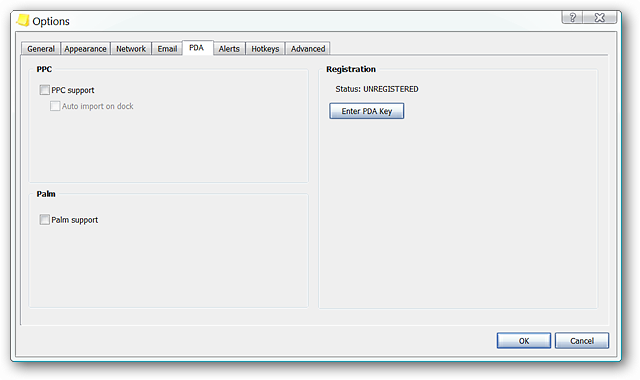 Options
General Appearance Network Email PDA Alerts Hotkeys Advanced
PPC
PPC support
Auto import on dock
Palm
Palm support
Registration
Status: UNREGISTERED
Enter PDA Key
OK Cancel